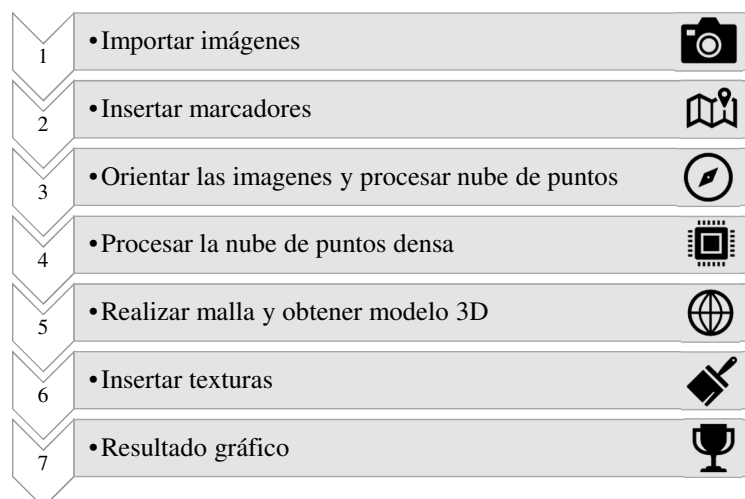 1 •Importar imágenes
2 •Insertar marcadores
3 •Orientar las imagenes y procesar nube de puntos
4 •Procesar la nube de puntos densa
5 •Realizar malla y obtener modelo 3D
6 •Insertar texturas
7 •Resultado gráfico